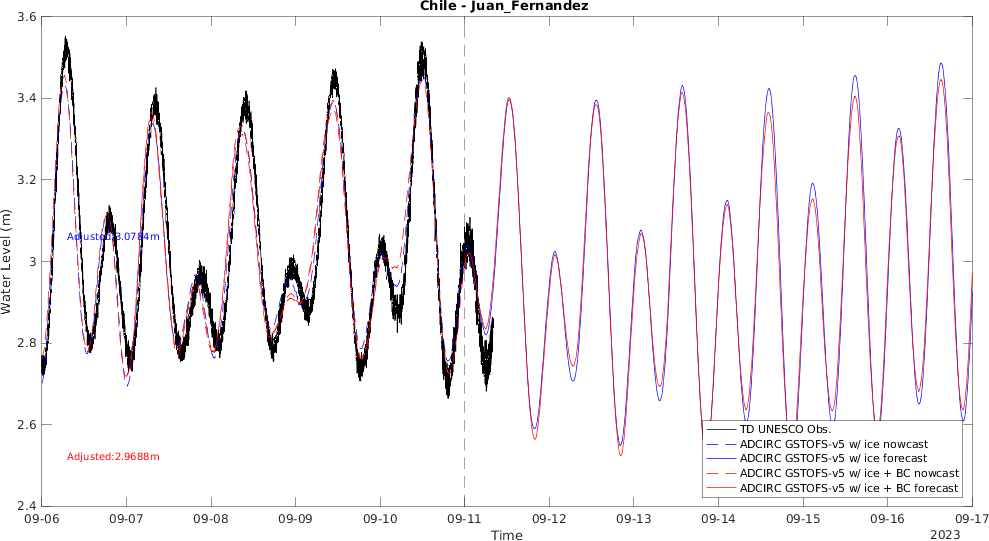 Chile - Juan_Fernandez
3.6
3.4
3.2
3
2.8
2.6
2.4
Water Level (m)
Adjusted:3.0784m
Adjusted:2.9688m
TD UNESCO Obs.
ADCIRC GSTOFS-v5 w/ ice nowcast
ADCIRC GSTOFS-v5 w/ ice forecast
ADCIRC GSTOFS-v5 w/ ice + BC nowcast
ADCIRC GSTOFS-v5 w/ ice + BC forecast
09-06 09-07 09-08 09-09 09-10 09-11 09-12 09-13 09-14 09-15 09-16 09-17
Time
2023